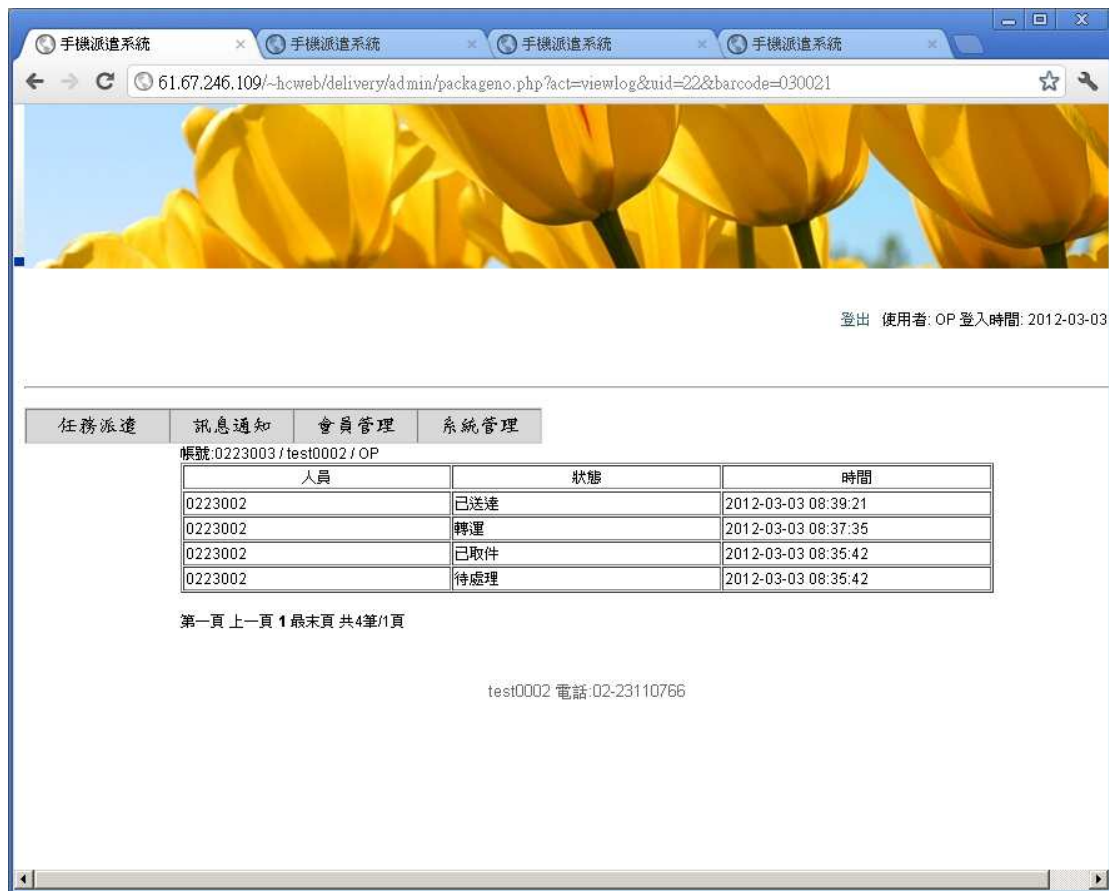 手機派遣系統 手機派遣系統 手機派遣系統 手機派遣系統
61.67.246.109/~hcweb/delivery/admin/packageno.php?act=viewlog&uid=22&barcode=030021
登出 使用者: OP 登入時間: 2012-03-03
任務派遣 訊息通知 會員管理 系統管理
帳號:0223003 / test0002 / OP
人員 狀態 時間
0223002 已送達 2012-03-03 08:39:21
0223002 轉運 2012-03-03 08:37:35
0223002 已取件 2012-03-03 08:35:42
0223002 待處理 2012-03-03 08:35:42
第一頁 上一頁 1 最末頁 共4筆/1頁
test0002 電話:02-23110766